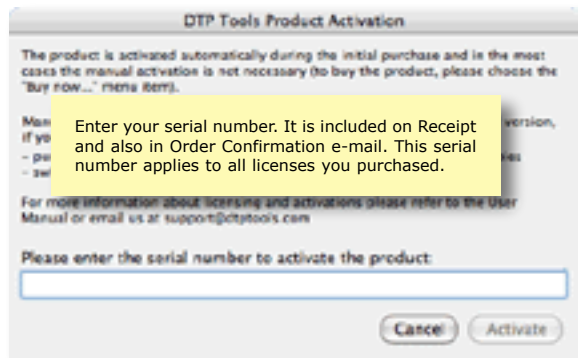 DTP Tools Product Activation
The product is activated automatically during the initial purchase and in the most
cases the manual activation is not necessary (to buy the product, please choose the
"Buy now..." menu item).
version,
if yo
Enter your serial number. It is included on Receipt
and also in Order Confirmation e-mail. This serial
number applies to all licenses you purchased.
For more information about licensing and activations please refer to the User
Manual or email us at support@dtptools.com
Please enter the serial number to activate the product:
Cancel
Activate